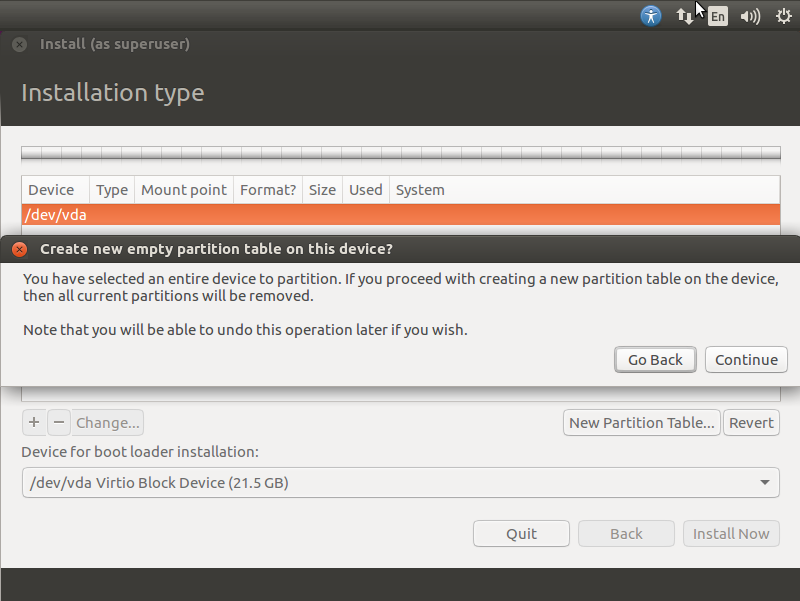 En
Install (as superuser)
Installation type
Device Type Mount point Format? Size Used System
/dev/vda
Create new empty partition table on this device?
You have selected an entire device to partition. If you proceed with creating a new partition table on the device,
then all current partitions will be removed.
Note that you will be able to undo this operation later if you wish.
Go Back Continue
+ − Change... New Partition Table... Revert
Device for boot loader installation:
/dev/vda Virtio Block Device (21.5 GB)
Quit Back Install Now